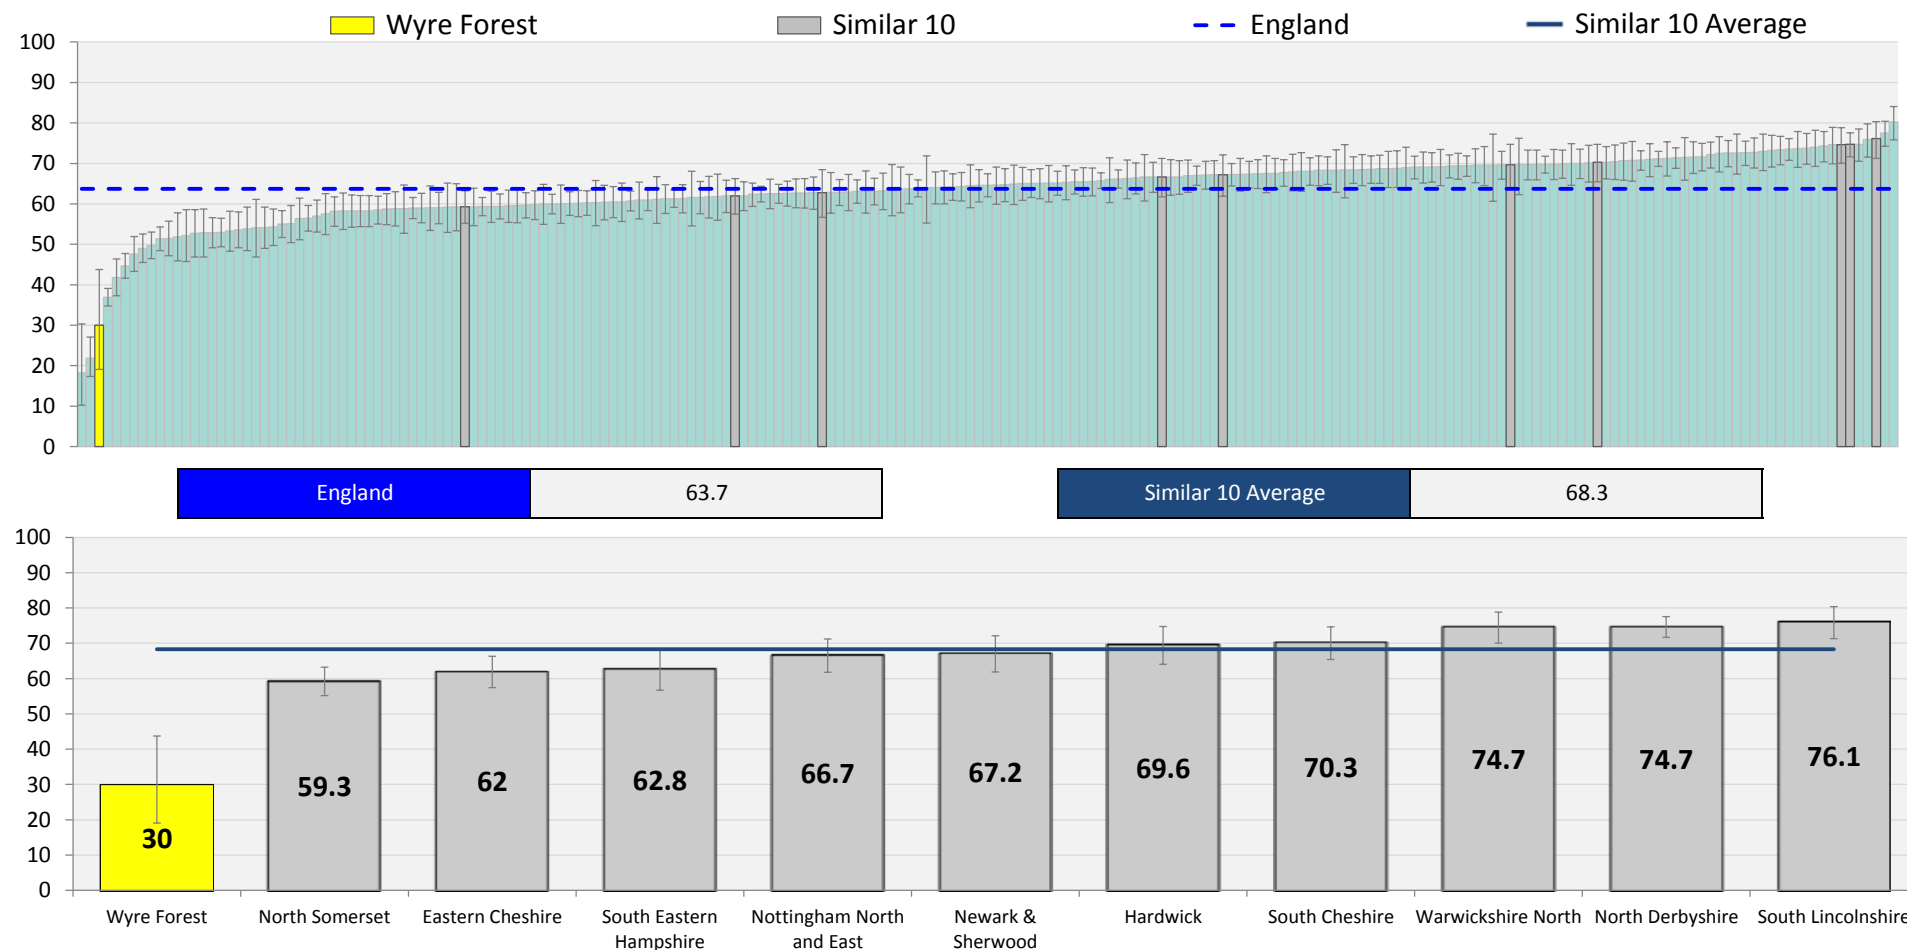 Wyre Forest
Similar 10
England
Similar 10 Average
100
90
80
70
60
50
40
30
20
10
0
England 63.7
Similar 10 Average 68.3
100
90
80
70
60
50
40
30
20
10
0
30
59.3
62
62.8
66.7
67.2
69.6
70.3
74.7
74.7
76.1
Wyre Forest
North Somerset
Eastern Cheshire
South Eastern
Hampshire
Nottingham North
and East
Newark &
Sherwood
Hardwick
South Cheshire
Warwickshire North
North Derbyshire
South Lincolnshire